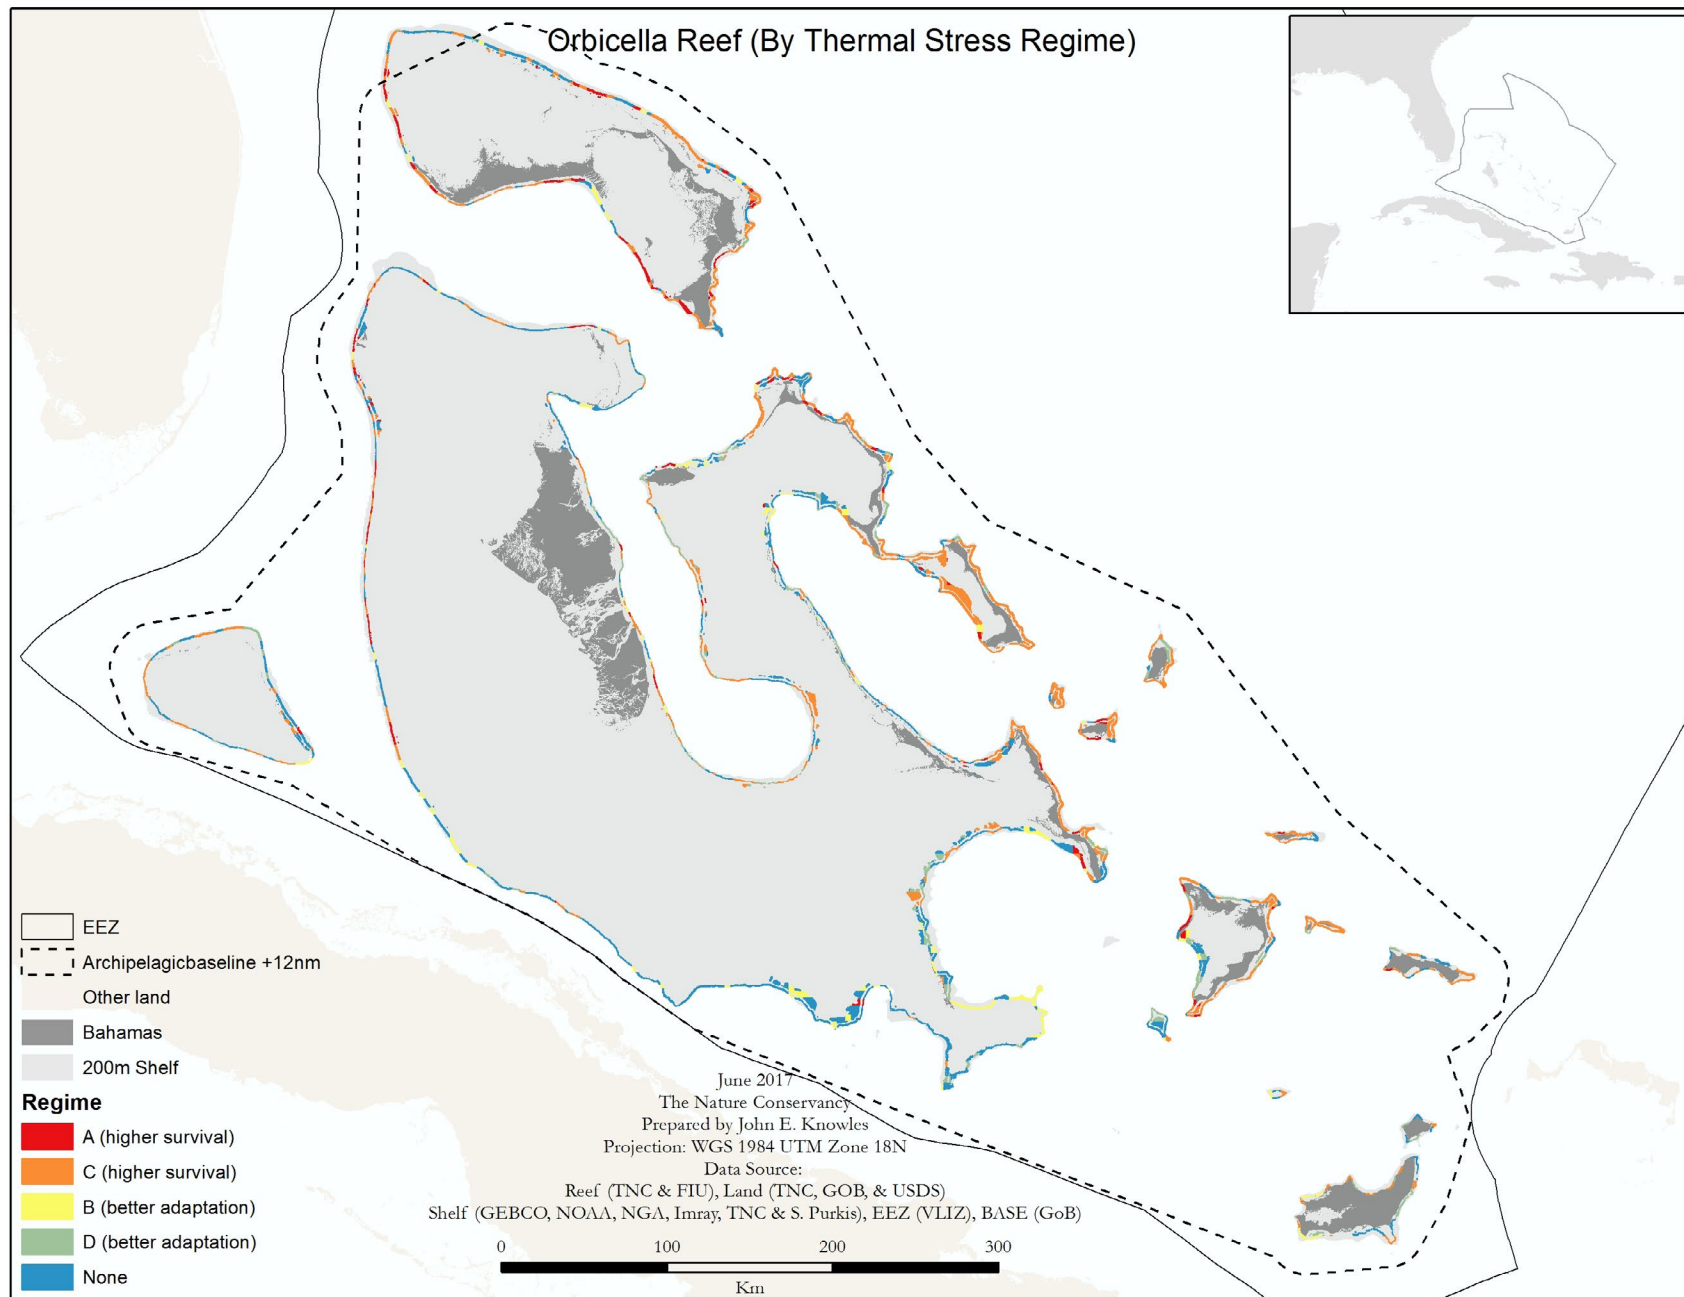 Orbicella Reef (By Thermal Stress Regime)
EEZ
Archipelagicbaseline +12nm
Other land
Bahamas
200m Shelf
Regime
A (higher survival)
C (higher survival)
B (better adaptation)
D (better adaptation)
None
June 2017
The Nature Conservancy
Prepared by John E. Knowles
Projection: WGS 1984 UTM Zone 18N
Data Source:
Reef (TNC & FIU), Land (TNC, GOB, & USDS)
Shelf (GEBCO, NOAA, NGA, Imray, TNC & S. Purkis), EEZ (VLIZ), BASE (GoB)
0 100 200 300
Km